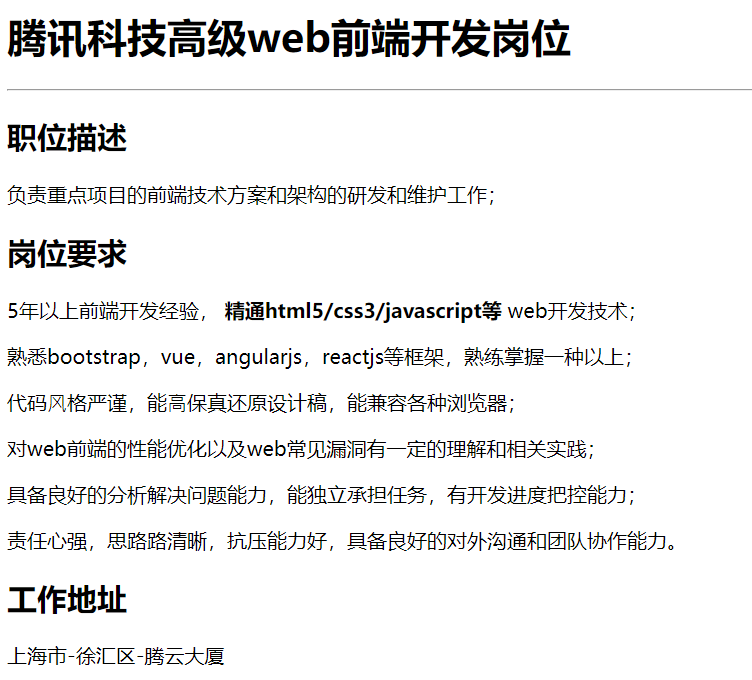 腾讯科技高级web前端开发岗位
职位描述
负责重点项目的前端技术方案和架构的研发和维护工作；
岗位要求
5年以上前端开发经验， 精通html5/css3/javascript等 web开发技术；
熟悉bootstrap，vue，angularjs，reactjs等框架，熟练掌握一种以上；
代码风格严谨，能高保真还原设计稿，能兼容各种浏览器；
对web前端的性能优化以及web常见漏洞有一定的理解和相关实践；
具备良好的分析解决问题能力，能独立承担任务，有开发进度把控能力；
责任心强，思路路清晰，抗压能力好，具备良好的对外沟通和团队协作能力。
工作地址
上海市-徐汇区-腾云大厦